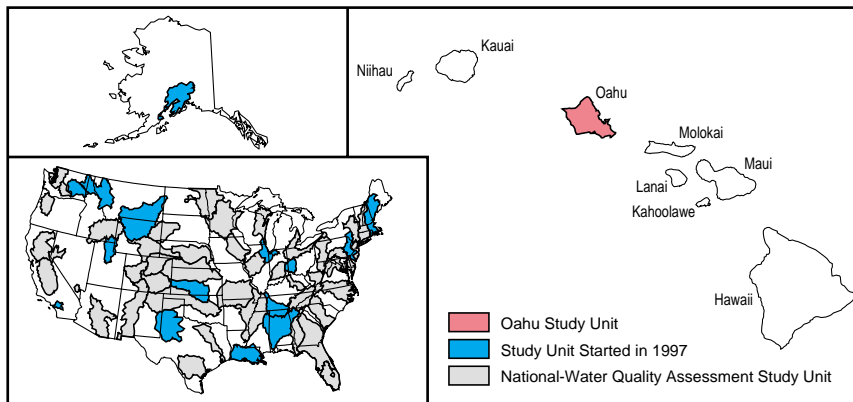 Kauai
Niihau
Oahu
Molokai
Maui
Lanai
Kahoolawe
Hawaii
Oahu Study Unit
Study Unit Started in 1997
National-Water Quality Assessment Study Unit